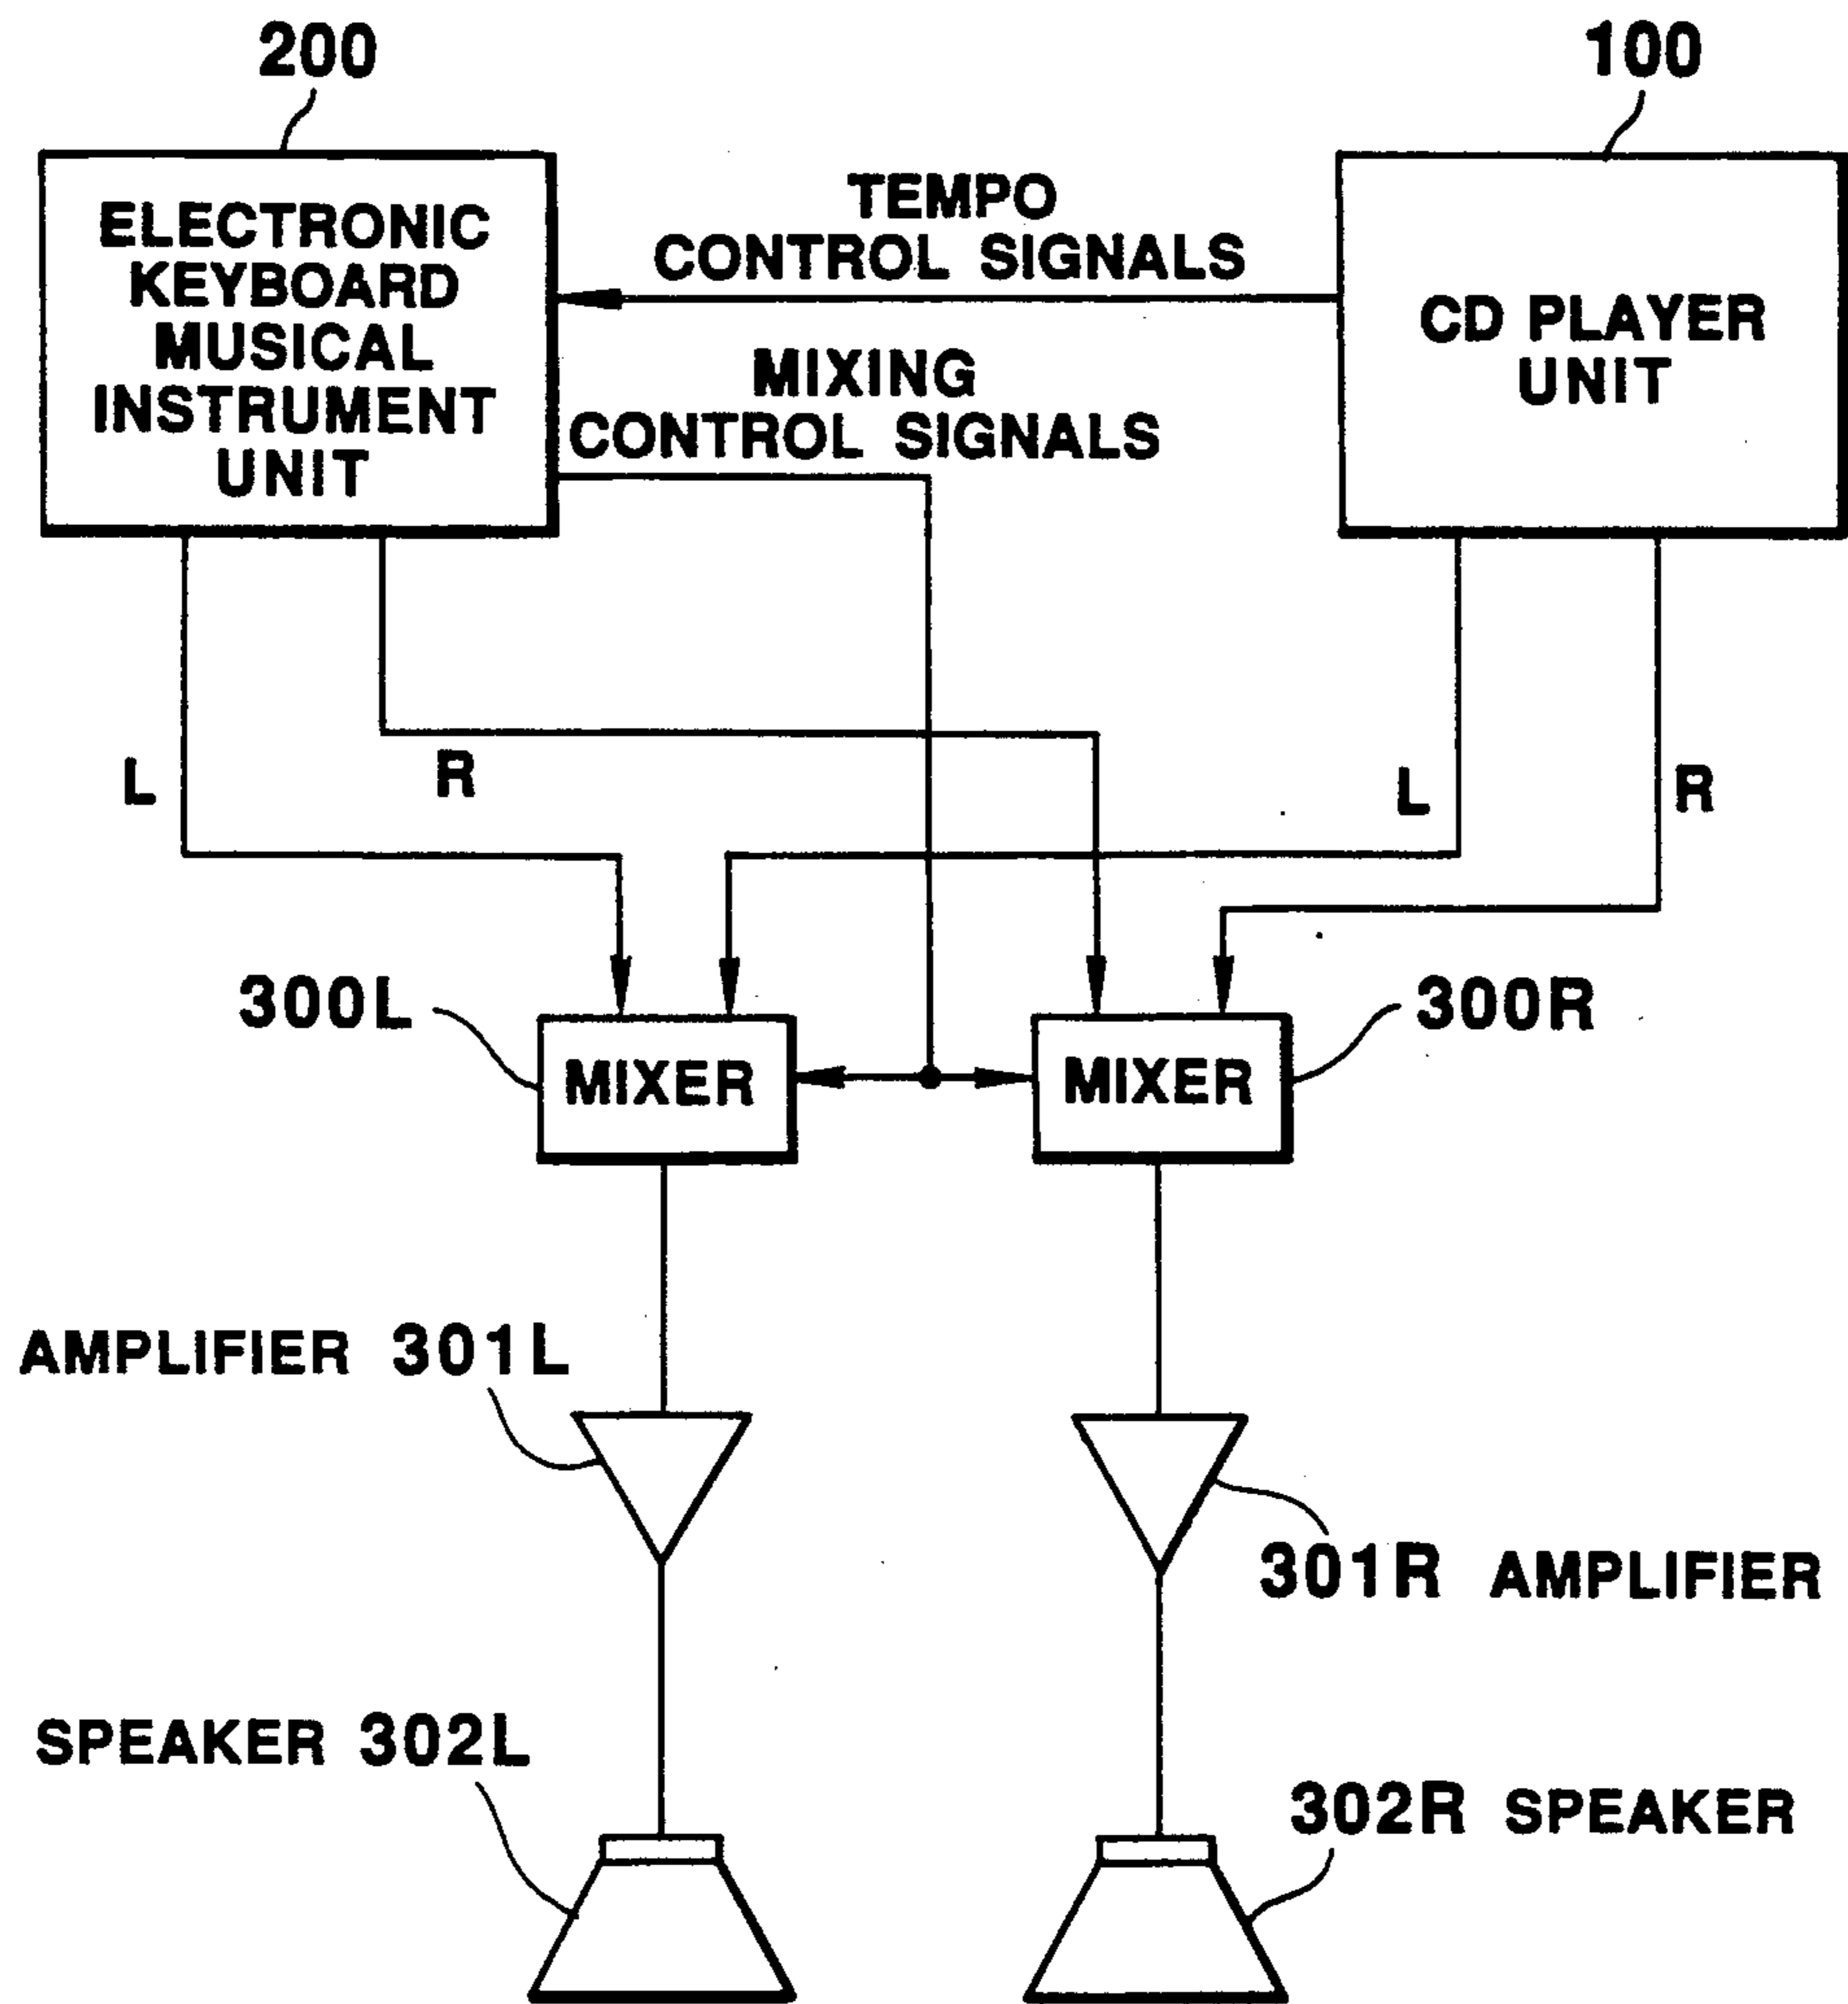 200
100
ELECTRONIC
KEYBOARD
MUSICAL
INSTRUMENT
UNIT
TEMPO
CONTROL SIGNALS
MIXING
CONTROL SIGNALS
CD PLAYER
UNIT
L
R
L
R
300L
MIXER
MIXER
300R
AMPLIFIER 301L
301R AMPLIFIER
SPEAKER 302L
302R SPEAKER